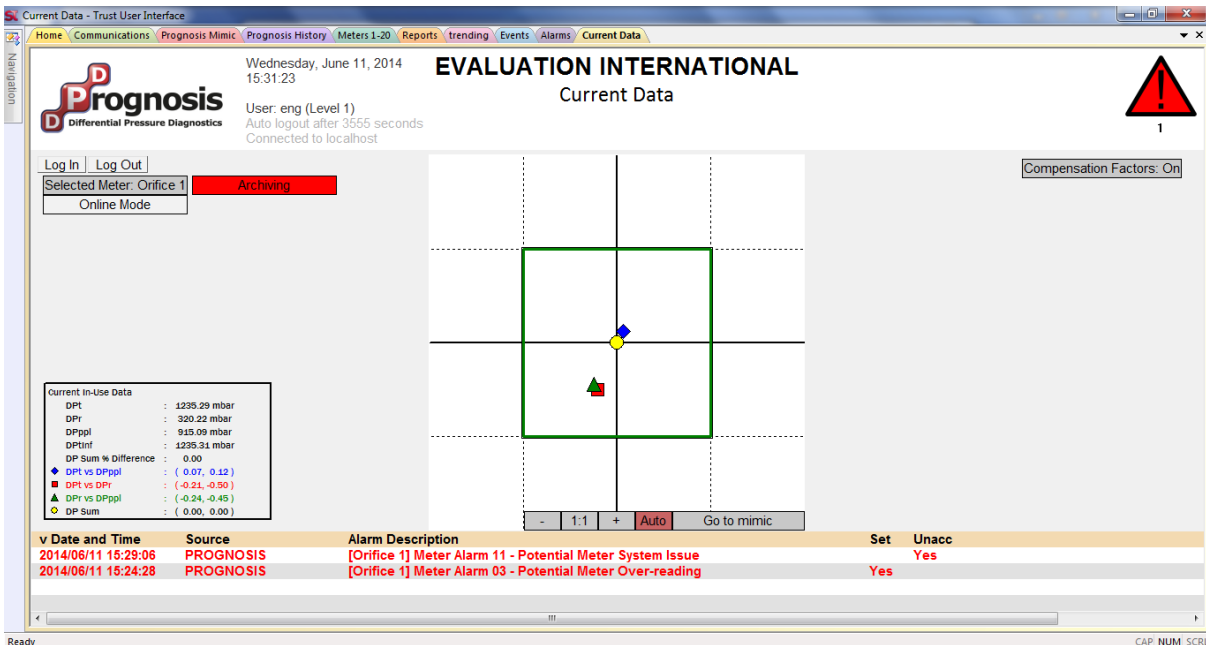 Current Data - Trust User Interface
Home Communications Prognosis Mimic Prognosis History Meters 1-20 Reports trending Events Alarms Current Data
Navigation
D
Prognosis
D Differential Pressure Diagnostics
Wednesday, June 11, 2014
15:31:23
User: eng (Level 1)
Auto logout after 3555 seconds
Connected to localhost
EVALUATION INTERNATIONAL
Current Data
!
1
Log In Log Out
Selected Meter: Orifice 1 Archiving
Online Mode
Compensation Factors: On
Current In-Use Data
DPt : 1235.29 mbar
DPr : 320.22 mbar
DPppl : 915.09 mbar
DPtinf : 1235.31 mbar
DP Sum % Difference : 0.00
DPt vs DPppl : ( 0.07, 0.12 )
DPt vs DPr : ( -0.21, -0.50 )
DPr vs DPppl : ( -0.24, -0.45 )
DP Sum : ( 0.00, 0.00 )
- 1:1 + Auto Go to mimic
v Date and Time Source Alarm Description Set Unacc
2014/06/11 15:29:06 PROGNOSIS [Orifice 1] Meter Alarm 11 - Potential Meter System Issue Yes
2014/06/11 15:24:28 PROGNOSIS [Orifice 1] Meter Alarm 03 - Potential Meter Over-reading Yes
Ready
CAP NUM SCRL